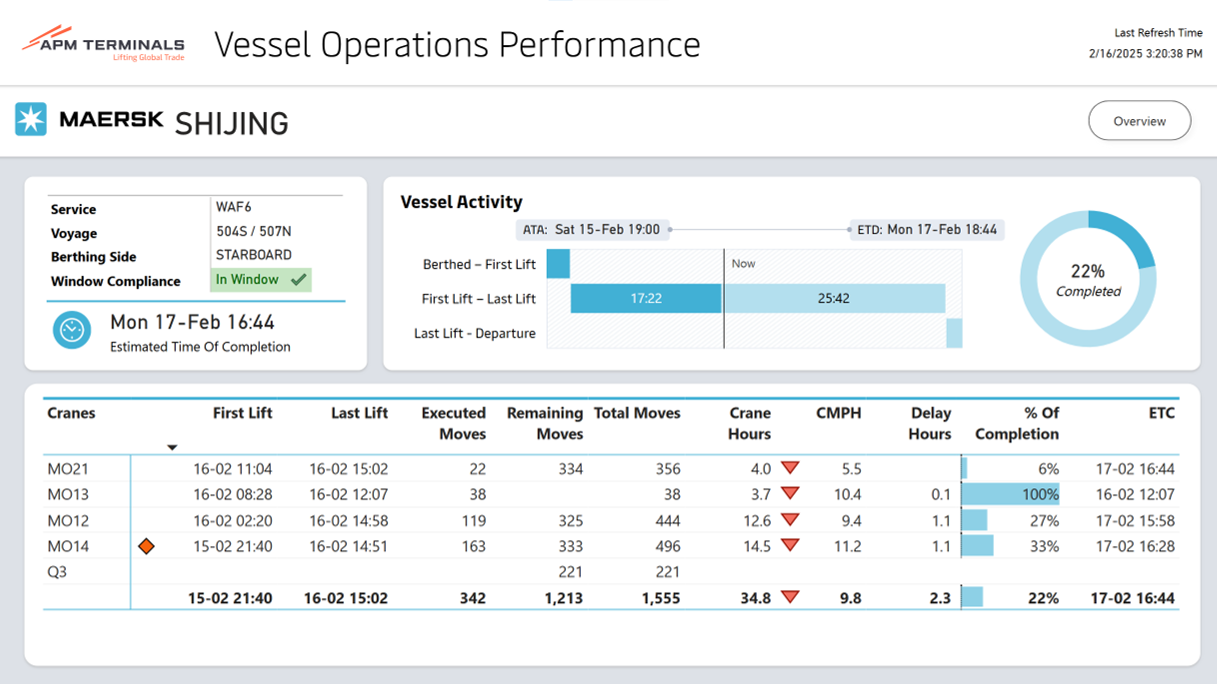 APM TERMINALS
Lifting Global Trade
Vessel Operations Performance
Last Refresh Time
2/16/2025 3:20:38 PM
MAERSK SHIJING
Overview
Service WAF6
Voyage 504S / 507N
Berthing Side STARBOARD
Window Compliance In Window
Mon 17-Feb 16:44
Estimated Time Of Completion
Vessel Activity
ATA: Sat 15-Feb 19:00 ETD: Mon 17-Feb 18:44
Berthed – First Lift Now
First Lift – Last Lift 17:22 25:42
Last Lift - Departure
22%
Completed
Cranes First Lift Last Lift Executed Moves Remaining Moves Total Moves Crane Hours CMPH Delay Hours % Of Completion ETC
MO21 16-02 11:04 16-02 15:02 22 334 356 4.0 5.5 6% 17-02 16:44
MO13 16-02 08:28 16-02 12:07 38 38 3.7 10.4 0.1 100% 16-02 12:07
MO12 16-02 02:20 16-02 14:58 119 325 444 12.6 9.4 1.1 27% 17-02 15:58
MO14 15-02 21:40 16-02 14:51 163 333 496 14.5 11.2 1.1 33% 17-02 16:28
Q3 221 221
15-02 21:40 16-02 15:02 342 1,213 1,555 34.8 9.8 2.3 22% 17-02 16:44